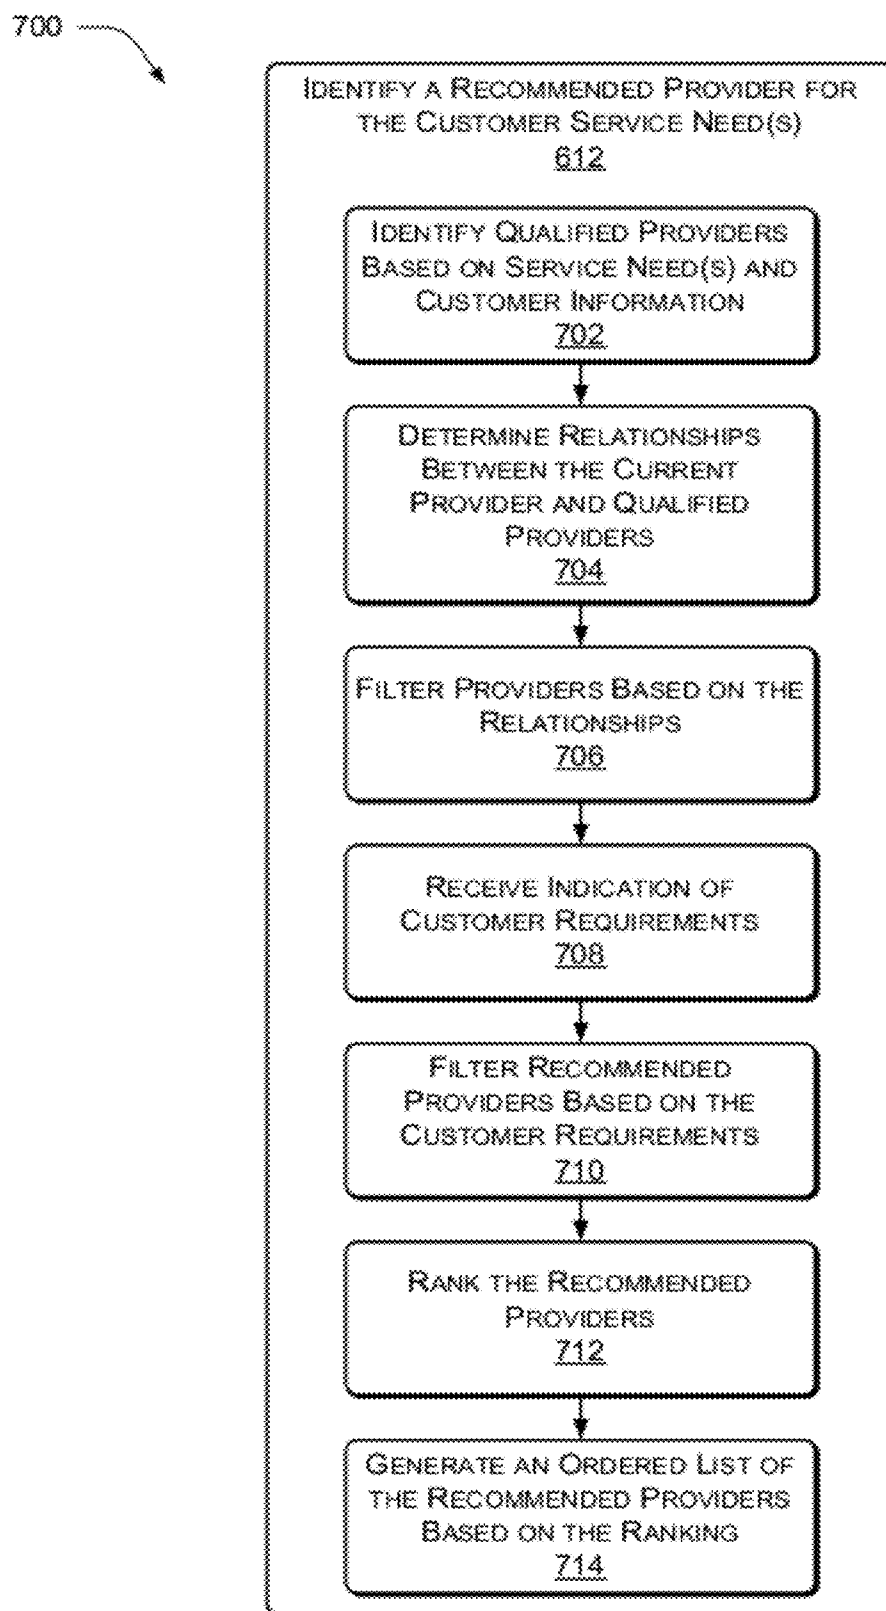 700
IDENTIFY A RECOMMENDED PROVIDER FOR
THE CUSTOMER SERVICE NEED(S)
612
IDENTIFY QUALIFIED PROVIDERS
BASED ON SERVICE NEED(S) AND
CUSTOMER INFORMATION
702
DETERMINE RELATIONSHIPS
BETWEEN THE CURRENT
PROVIDER AND QUALIFIED
PROVIDERS
704
FILTER PROVIDERS BASED ON THE
RELATIONSHIPS
706
RECEIVE INDICATION OF
CUSTOMER REQUIREMENTS
708
FILTER RECOMMENDED
PROVIDERS BASED ON THE
CUSTOMER REQUIREMENTS
710
RANK THE RECOMMENDED
PROVIDERS
712
GENERATE AN ORDERED LIST OF
THE RECOMMENDED PROVIDERS
BASED ON THE RANKING
714